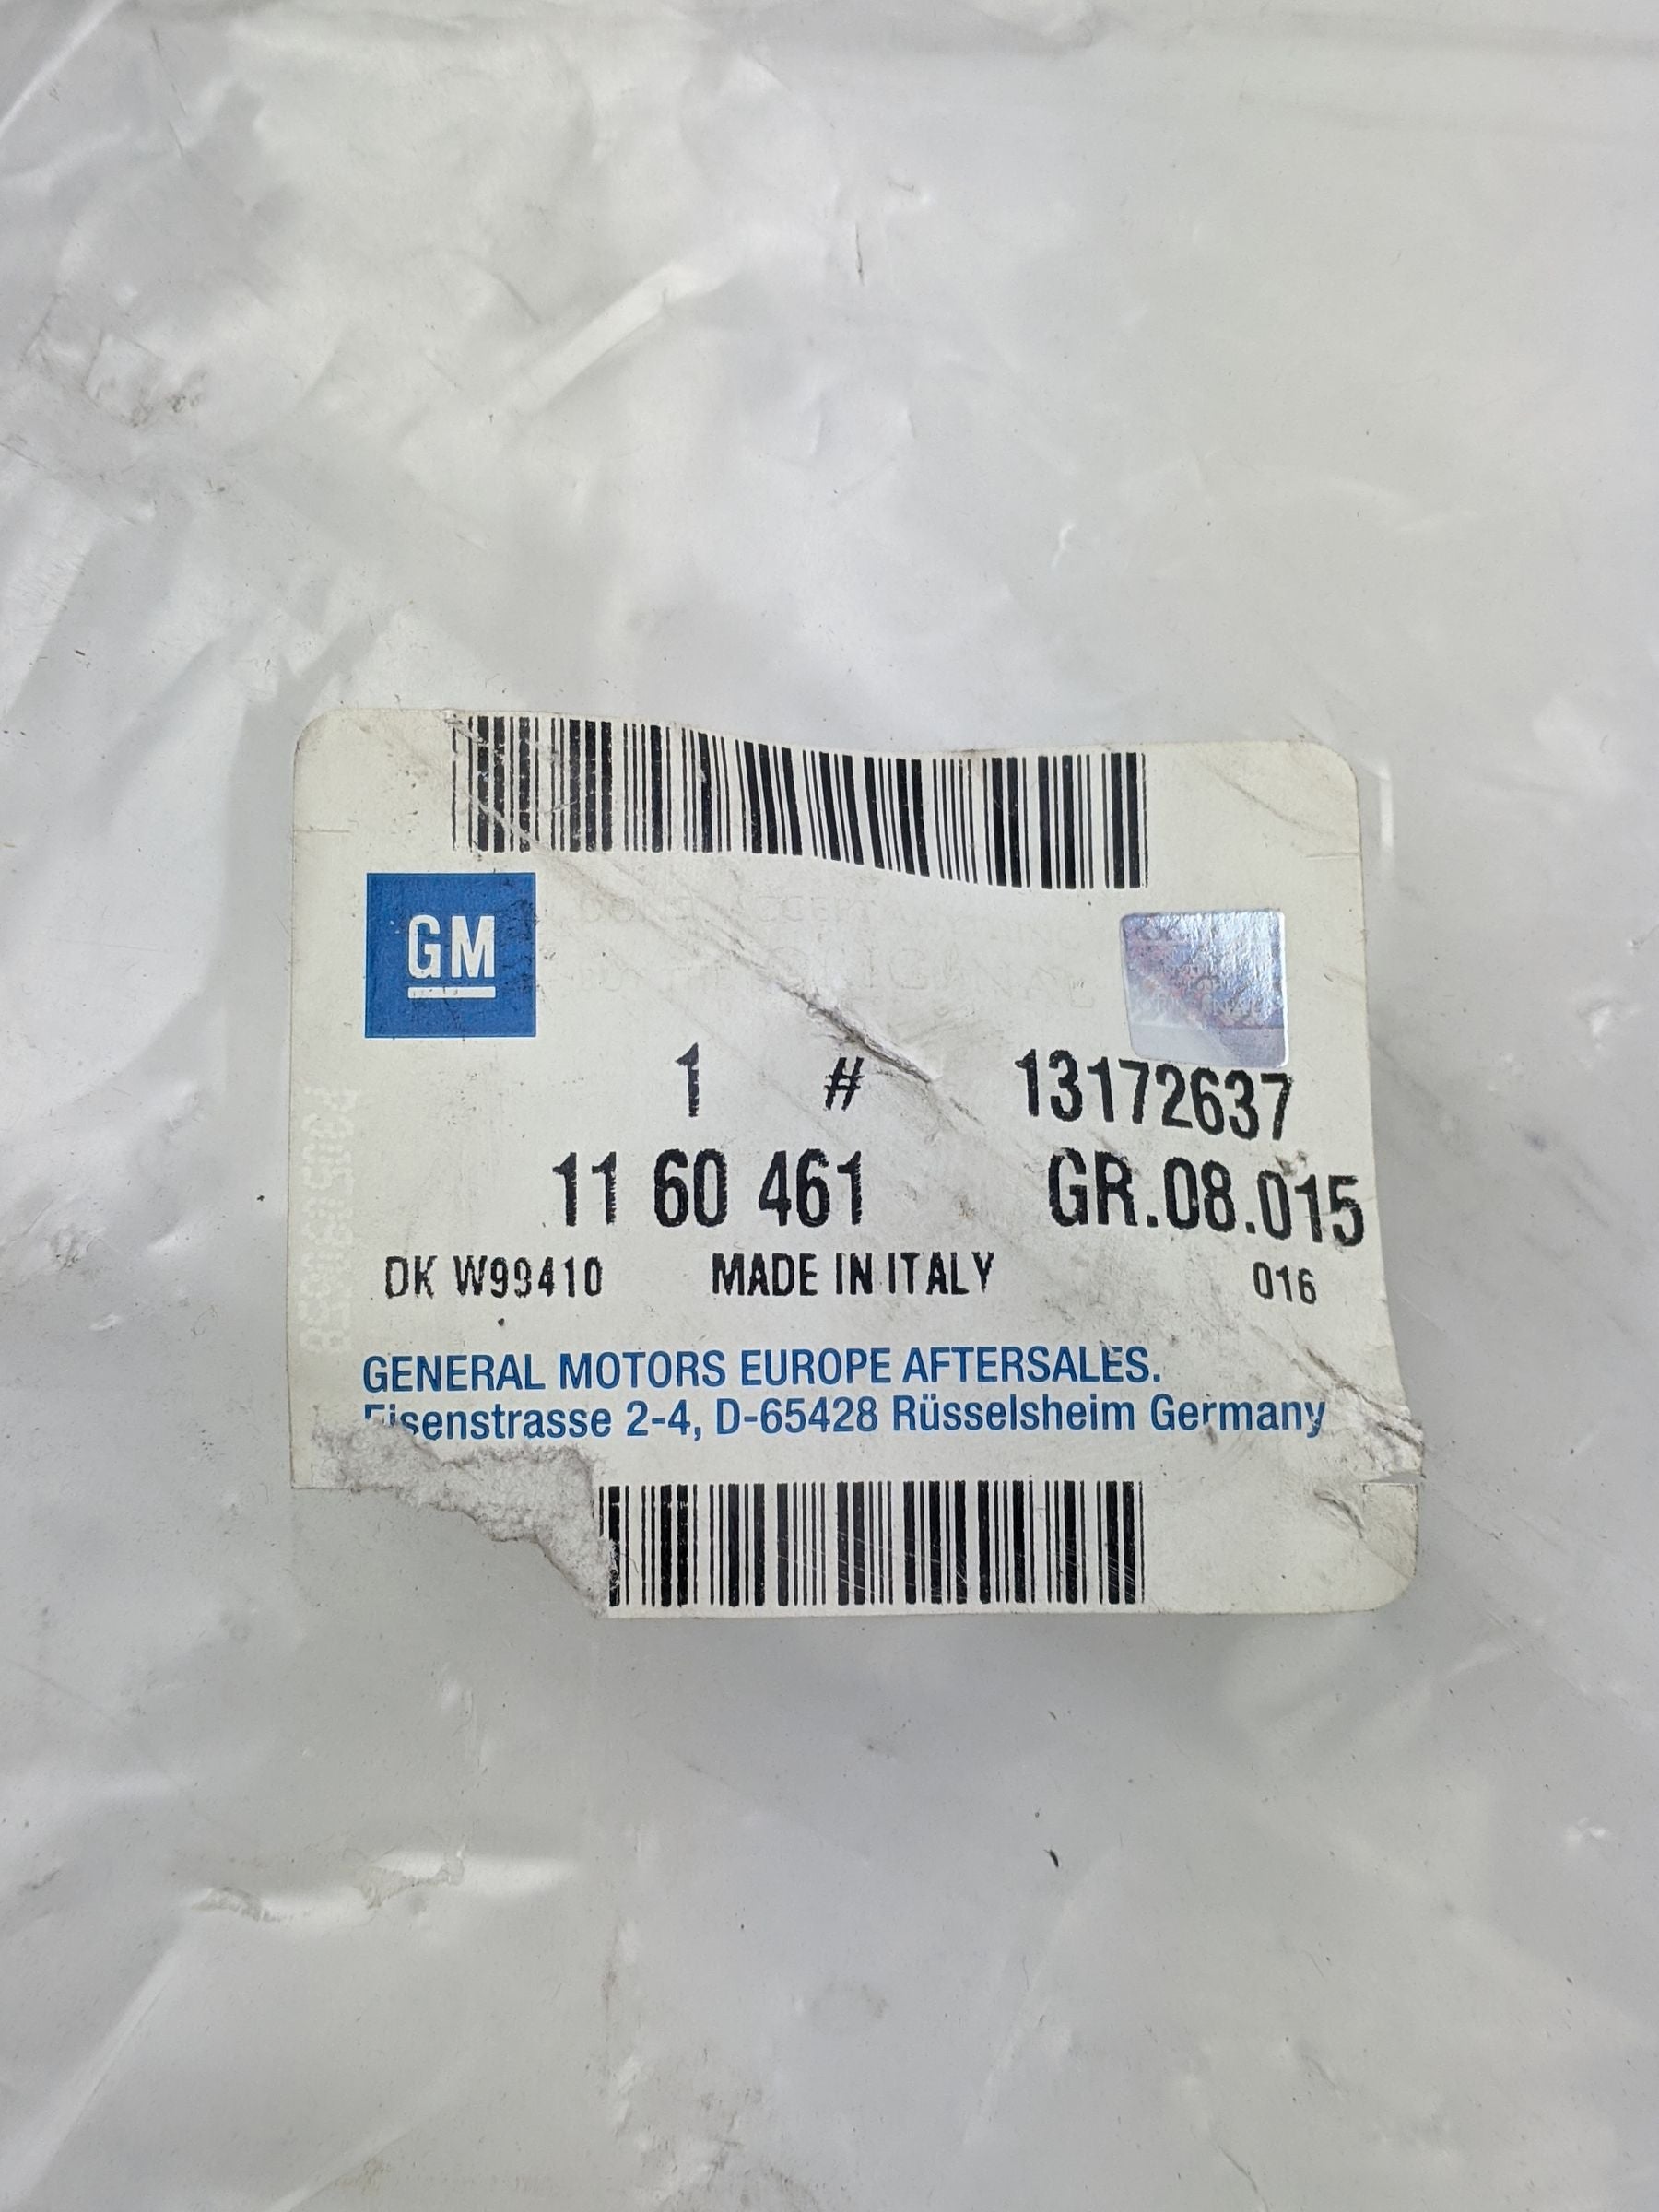 GM
1 # 13172637
11 60 461 GR.08.015
DK W99410 MADE IN ITALY 016
GENERAL MOTORS EUROPE AFTERSALES.
Eisenstrasse 2-4, D-65428 Rüsselsheim Germany